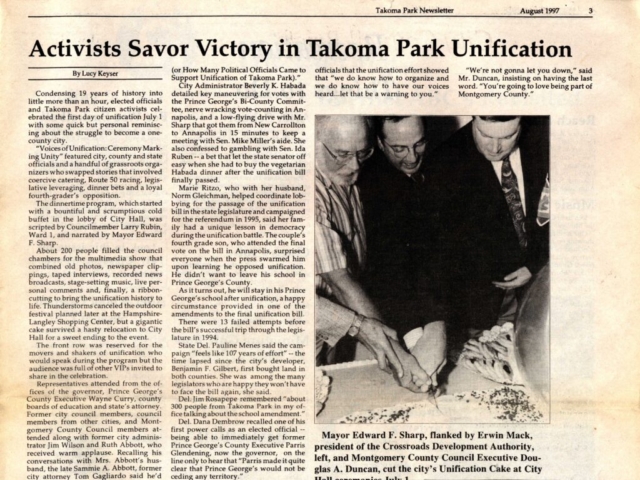 Takoma Park Newsletter August 1997 3
Activists Savor Victory in Takoma Park Unification
By Lucy Keyser
Condensing 19 years of history into
little more than an hour, elected officials
and Takoma Park citizen activists cel-
ebrated the first day of unification July 1
with some quick but personal reminisc-
ing about the struggle to become a one-
county city.
"Voices of Unification: Ceremony Mark-
ing Unity" featured city, county and state
officials and a handful of grassroots orga-
nizers who swapped stories that involved
coercive catering, Route 50 racing, legis-
lative leveraging, dinner bets and a loyal
fourth-grader's opposition.
The dinnertime program, which started
with a bountiful and scrumptious cold
buffet in the lobby of City Hall, was
scripted by Councilmember Larry Rubin,
Ward 1, and narrated by Mayor Edward
F. Sharp.
About 200 people filled the council
chambers for the multimedia show that
combined old photos, newspaper clip-
pings, taped interviews, recorded news
broadcasts, stage-setting music, live per-
sonal comments and, finally, a ribbon-
cutting to bring the unification history to
life. Thunderstorms canceled the outdoor
festival planned later at the Hampshire-
Langley Shopping Center, but a gigantic
cake survived a hasty relocation to City
Hall for a sweet ending to the event.
The front row was reserved for the
movers and shakers of unification who
would speak during the program but the
audience was full of other VIPs invited to
share in the celebration.
Representatives attended from the of-
fices of the governor, Prince George's
County Executive Wayne Curry, county
boards of education and state's attorney.
Former city council members, council
members from other cities, and Mont-
gomery County Council members at-
tended along with former city adminis-
trator Jim Wilson and Ruth Abbott, who
received warm applause. Recalling his
conversations with Mrs. Abbott's hus-
band, the late Sammie A. Abbott, former
city attorney Tom Gagliardo said he'd
(or How Many Political Officials Came to
Support Unification of Takoma Park)."
City Administrator Beverly K. Habada
detailed key maneuvering for votes with
the Prince George's Bi-County Commit-
tee, nerve wracking vote-counting in An-
napolis, and a low-flying drive with Mr.
Sharp that got them from New Carrollton
to Annapolis in 15 minutes to keep a
meeting with Sen. Mike Miller's aide. She
also confessed to gambling with Sen. Ida
Ruben -- a bet that let the state senator off
easy when she had to buy the vegetarian
Habada dinner after the unification bill
finally passed.
Marie Ritzo, who with her husband,
Norm Gleichman, helped coordinate lob-
bying for the passage of the unification
bill in the state legislature and campaigned
for the referendum in 1995, said her fam-
ily had a unique lesson in democracy
during the unification battle. The couple's
fourth grade son, who attended the final
vote on the bill in Annapolis, surprised
everyone when the press swarmed him
upon learning he opposed unification.
He didn't want to leave his school in
Prince George's County.
As it turns out, he will stay in his Prince
George's school after unification, a happy
circumstance provided in one of the
amendments to the final unification bill.
There were 13 failed attempts before
the bill's successful trip through the legis-
lature in 1994.
State Del. Pauline Menes said the cam-
paign "feels like 107 years of effort" -- the
time lapsed since the city's developer,
Benjamin F. Gilbert, first bought land in
both counties. She was among the many
legislators who are happy they won't have
to face the bill again, she said.
Del. Jim Rosapepe remembered "about
300 people from Takoma Park in my of-
fice talking about the school amendment."
Del. Dana Dembrow recalled one of his
first power calls as an elected official --
being able to immediately get former
Prince George's County Executive Parris
Glendening, now the governor, on the
line only to hear that "Parris made it quite
clear that Prince George's would not be
ceding any territory."
officials that the unification effort showed
that "we do know how to organize and
we do know how to have our voices
heard...let that be a warning to you."
"We're not gonna let you down," said
Mr. Duncan, insisting on having the last
word. "You're going to love being part of
Montgomery County."
Mayor Edward F. Sharp, flanked by Erwin Mack,
president of the Crossroads Development Authority,
left, and Montgomery County Council Executive Dou-
glas A. Duncan, cut the city's Unification Cake at City
Hall ceremonies July 1.